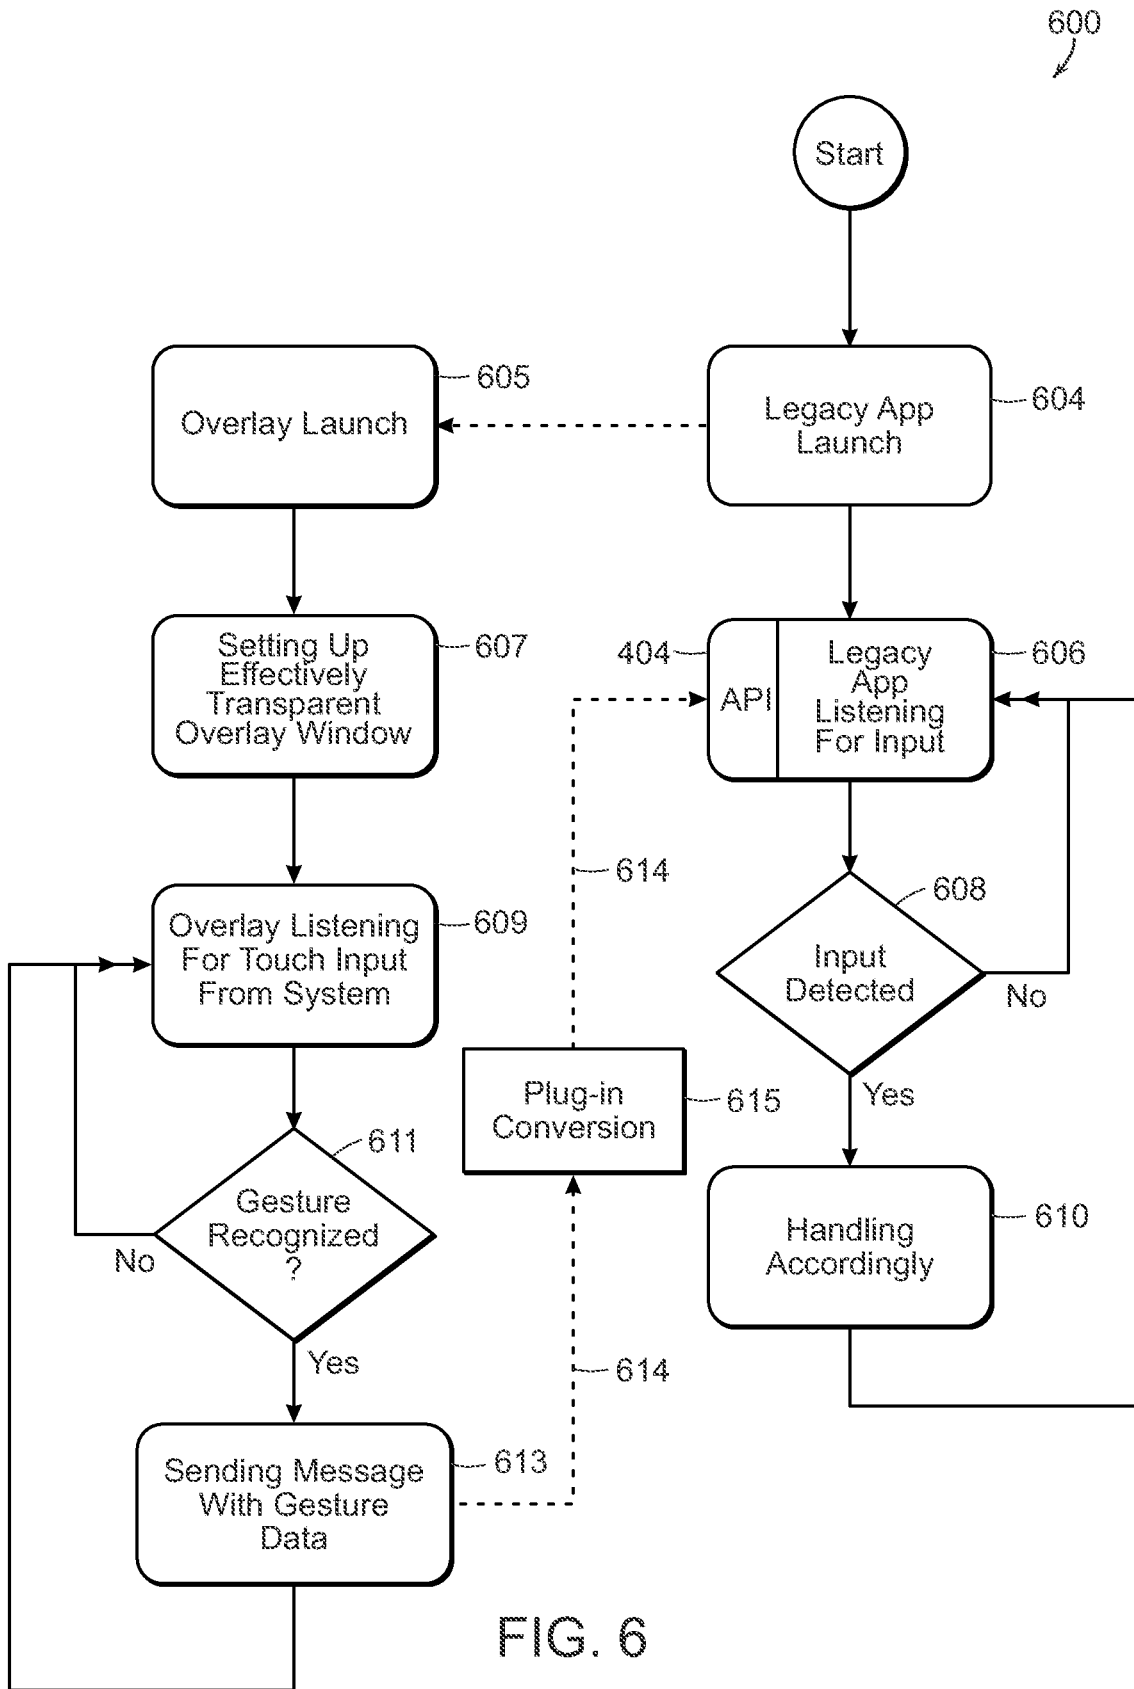 600
Start
605
Overlay Launch
604
Legacy App
Launch
607
Setting Up
Effectively
Transparent
Overlay Window
404
API
Legacy
App
Listening
For Input
606
614
609
Overlay Listening
For Touch Input
From System
608
Input
Detected
No
Yes
Plug-in
Conversion
615
611
Gesture
Recognized
?
No
Yes
610
Handling
Accordingly
614
613
Sending Message
With Gesture
Data
FIG. 6